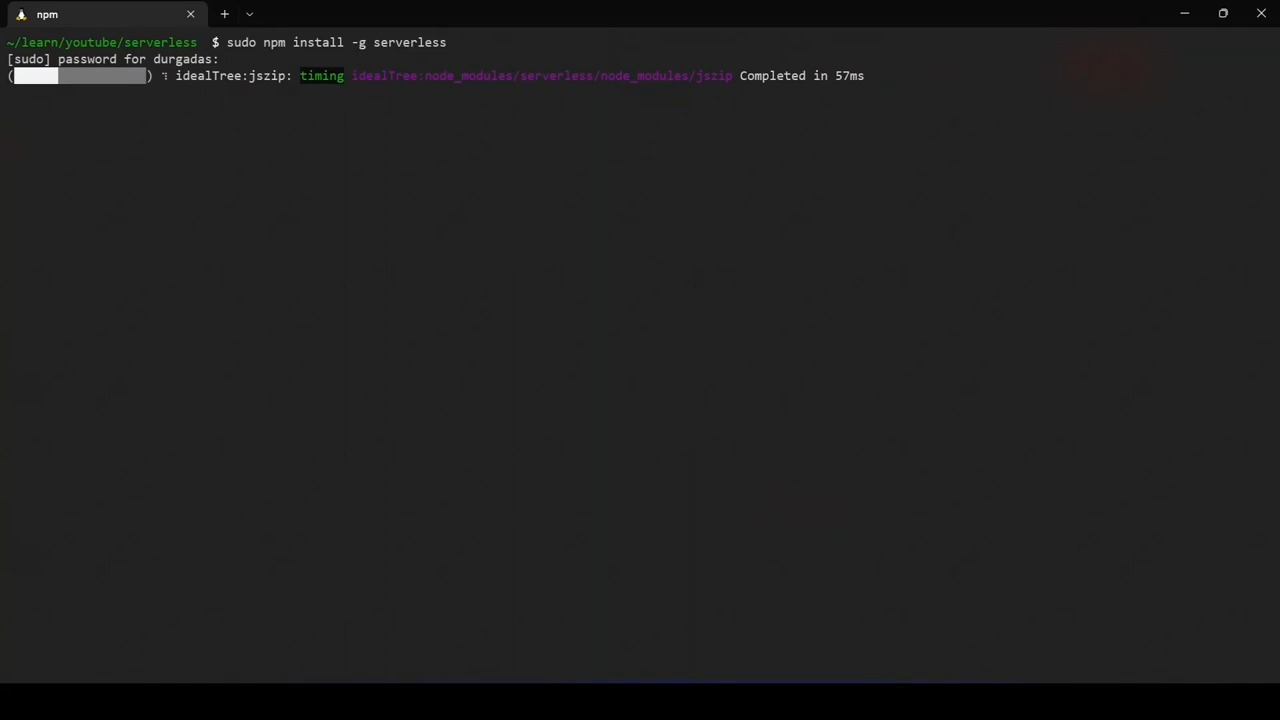 npm
~/learn/youtube/serverless $ sudo npm install -g serverless
[sudo] password for durgadas:
( ) ⸩ idealTree:jszip: timing idealTree:node_modules/serverless/node_modules/jszip Completed in 57ms